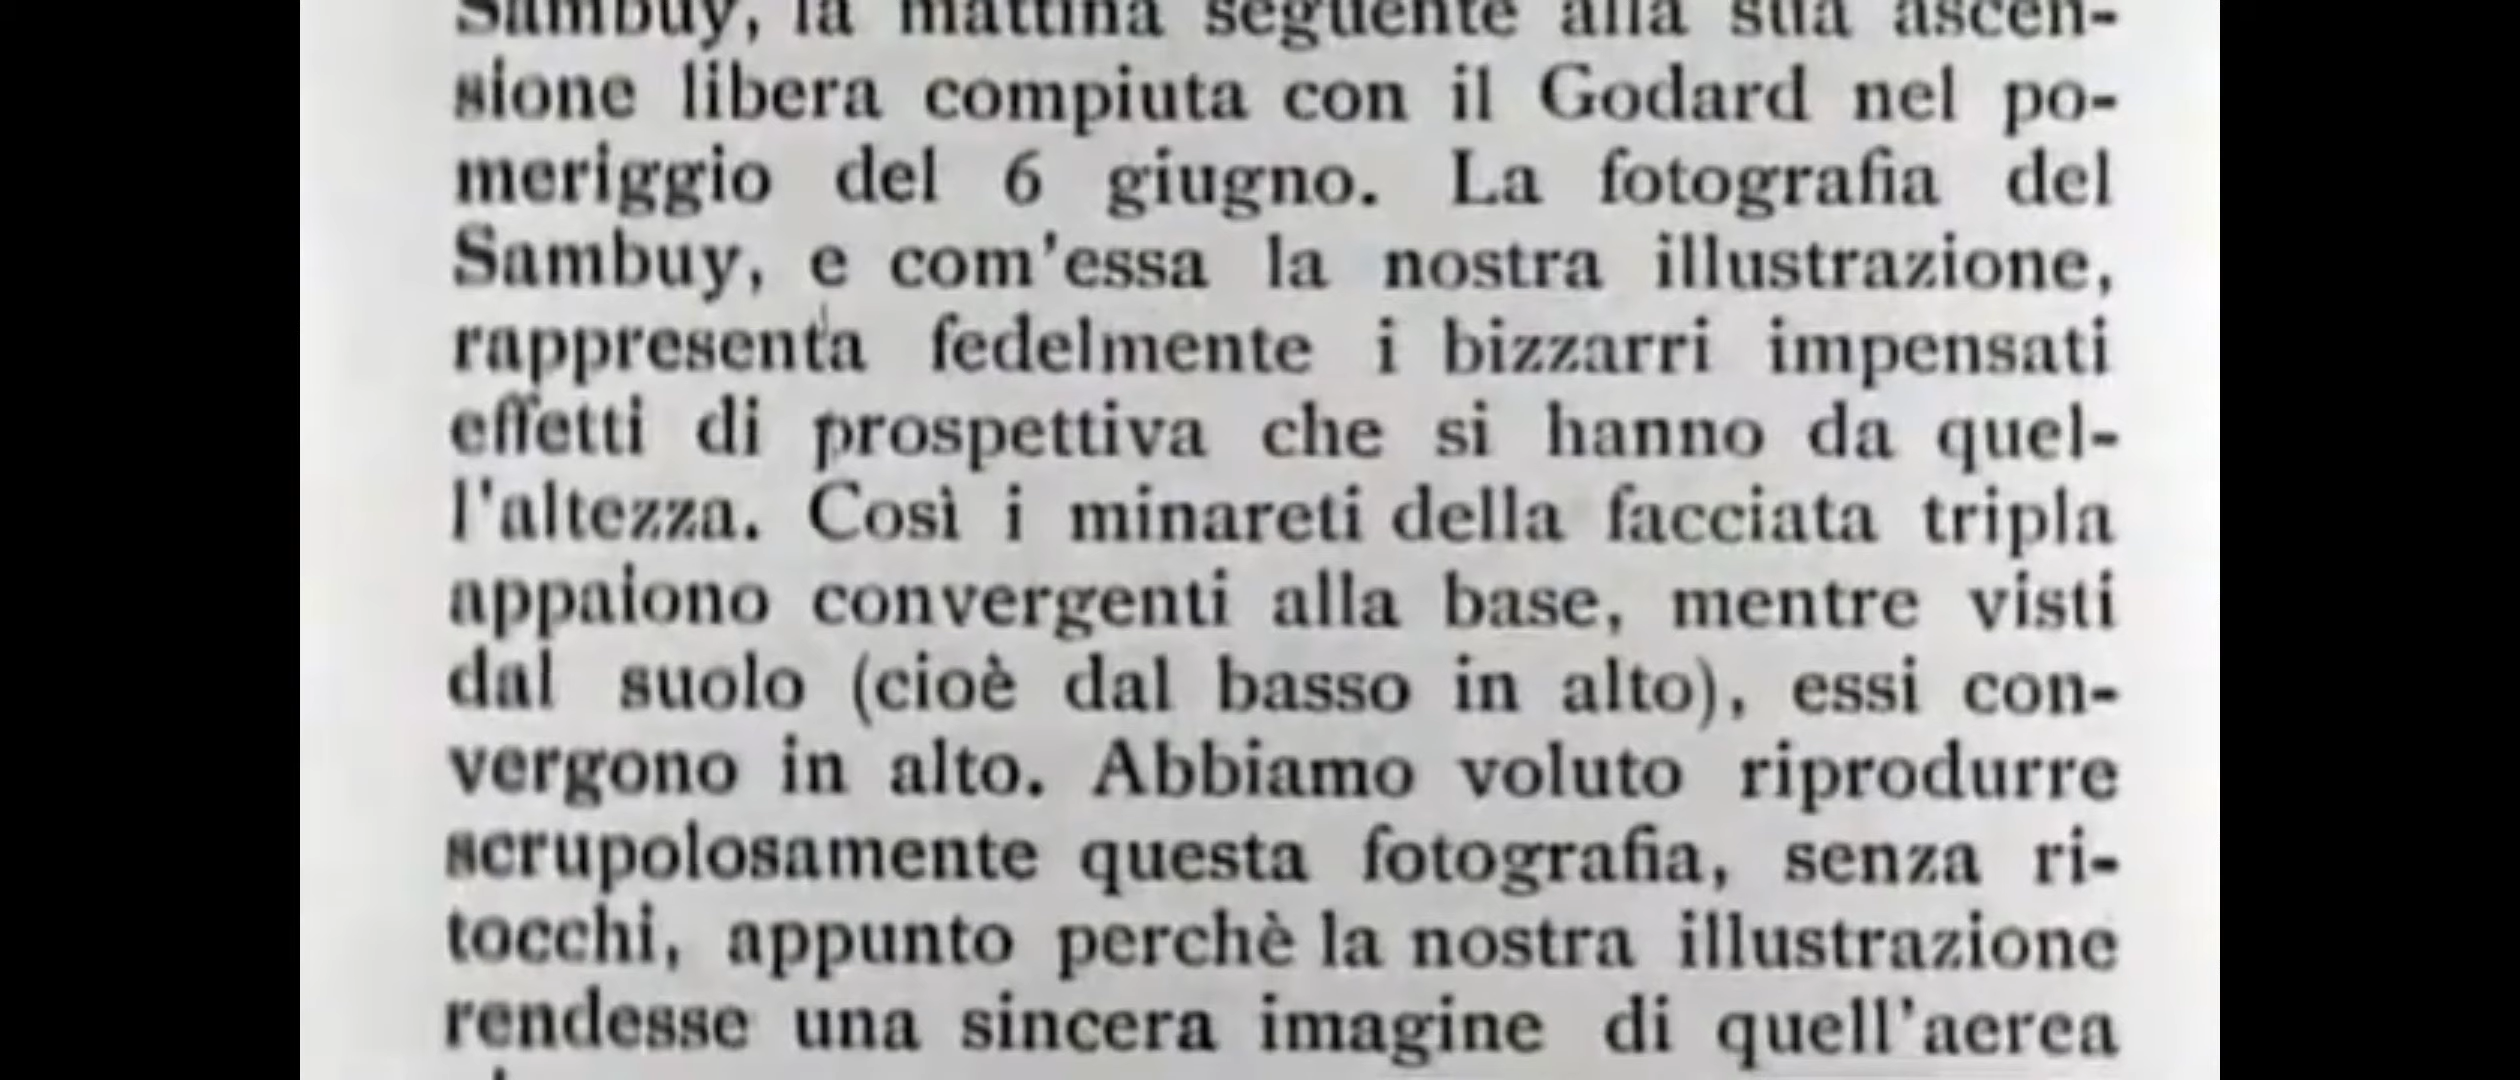 Sambuy, la mattina seguente alla sua ascen-
sione libera compiuta con il Godard nel po-
meriggio del 6 giugno. La fotografia del
Sambuy, e com'essa la nostra illustrazione,
rappresenta fedelmente i bizzarri impensati
effetti di prospettiva che si hanno da quel-
l'altezza. Così i minareti della facciata tripla
appaiono convergenti alla base, mentre visti
dal suolo (cioè dal basso in alto), essi con-
vergono in alto. Abbiamo voluto riprodurre
scrupolosamente questa fotografia, senza ri-
tocchi, appunto perchè la nostra illustrazione
rendesse una sincera imagine di quell'aerea